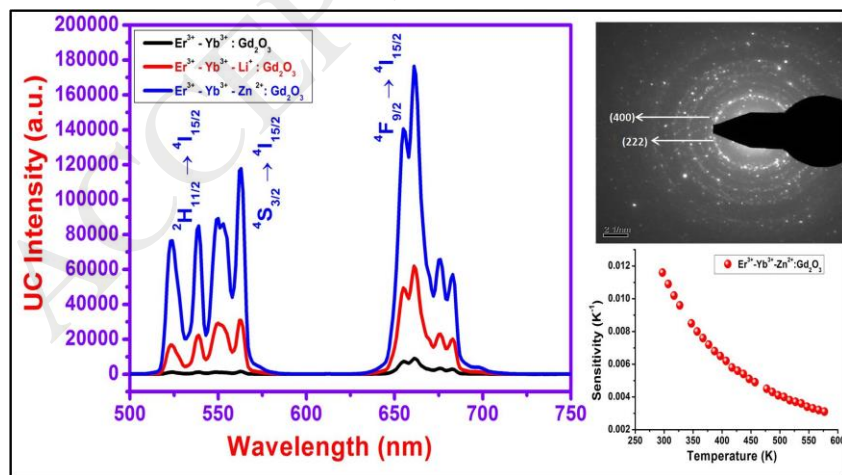 ACCEP
200000
180000
160000
140000
120000
100000
80000
60000
40000
20000
0
UC Intensity (a.u.)
Er³⁺ - Yb³⁺ : Gd₂O₃
Er³⁺ - Yb³⁺ - Li⁺ : Gd₂O₃
Er³⁺ - Yb³⁺ - Zn²⁺ : Gd₂O₃
²H₁₁/₂ → ⁴I₁₅/₂
⁴S₃/₂ → ⁴I₁₅/₂
⁴F₉/₂ → ⁴I₁₅/₂
500 550 600 650 700 750
Wavelength (nm)
(400)
(222)
Er³⁺-Yb³⁺-Zn²⁺:Gd₂O₃
0.012
0.010
0.008
0.006
0.004
0.002
Sensitivity (K⁻¹)
250 300 350 400 450 500 550 600
Temperature (K)